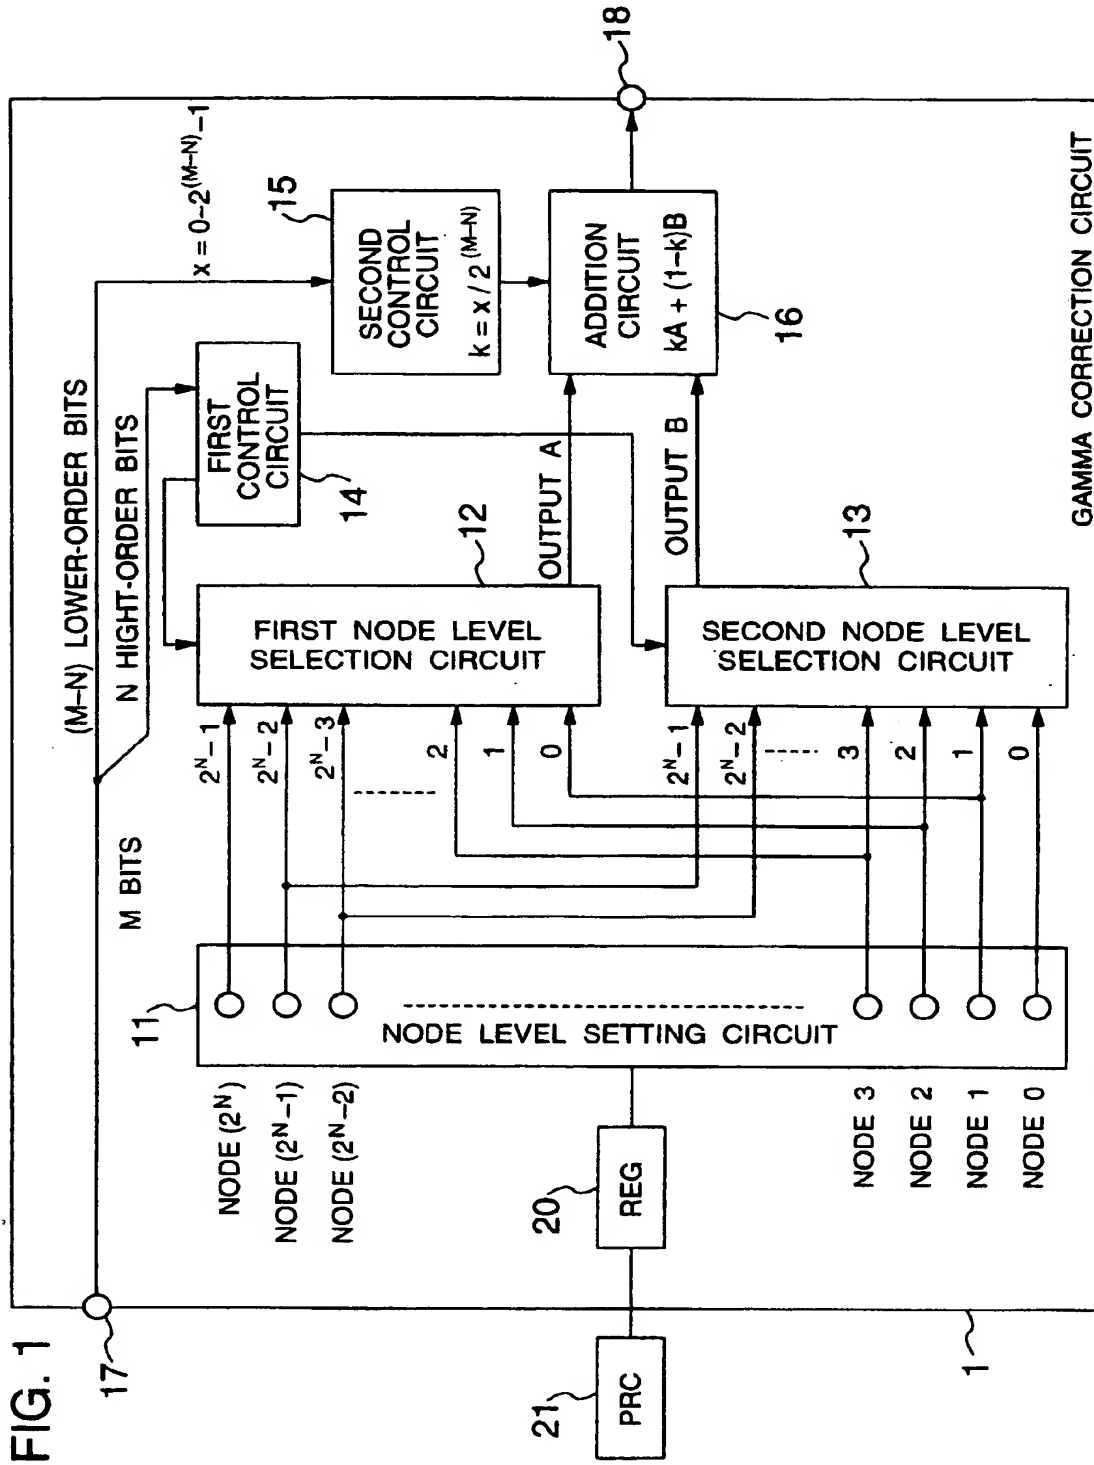 FIG. 1
17
M BITS
(M–N) LOWER-ORDER BITS
N HIGHT-ORDER BITS
x = 0–2^(M–N)–1
FIRST
CONTROL
CIRCUIT
14
SECOND
CONTROL
CIRCUIT
k = x / 2^(M–N)
15
ADDITION
CIRCUIT
kA + (1–k)B
16
18
11
NODE LEVEL SETTING CIRCUIT
NODE (2^N)
NODE (2^N–1)
NODE (2^N–2)
NODE 3
NODE 2
NODE 1
NODE 0
2^N–1
2^N–2
2^N–3
2
1
0
FIRST NODE LEVEL
SELECTION CIRCUIT
12
OUTPUT A
2^N–1
2^N–2
3
2
1
0
SECOND NODE LEVEL
SELECTION CIRCUIT
13
OUTPUT B
20
REG
21
PRC
1
GAMMA CORRECTION CIRCUIT